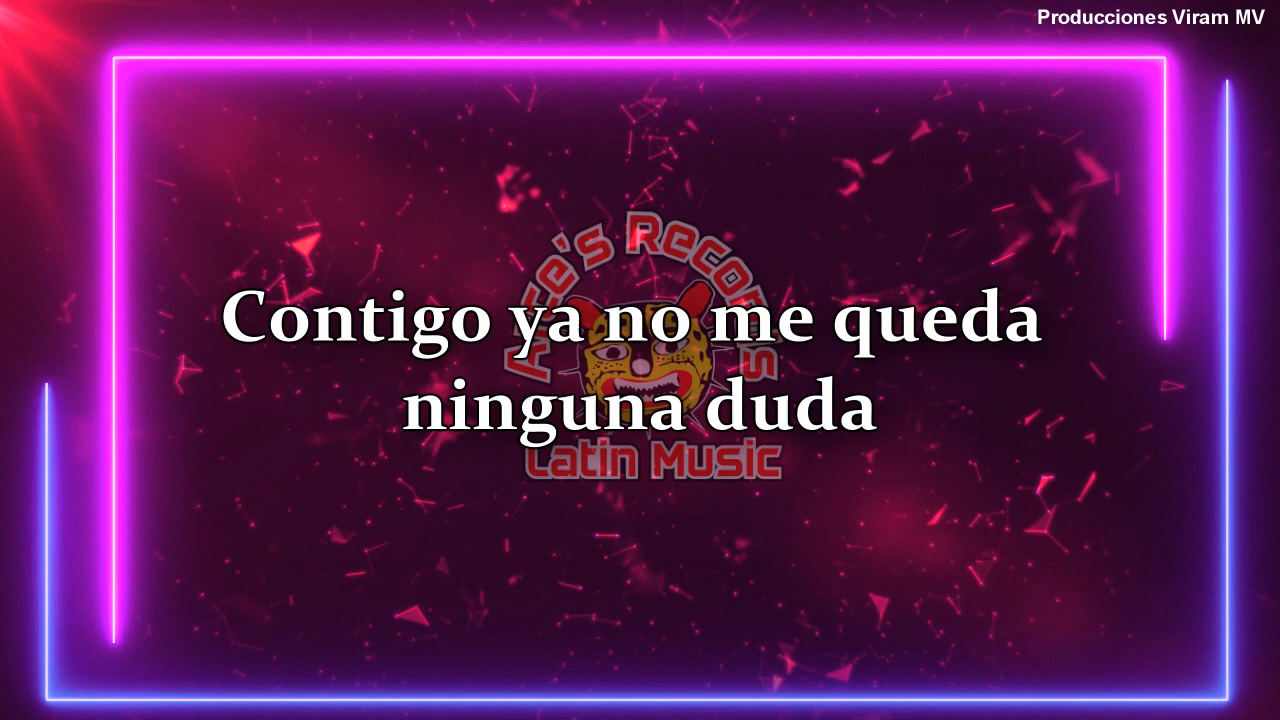 Producciones Viram MV
Contigo ya no me queda
ninguna duda
Latin Music